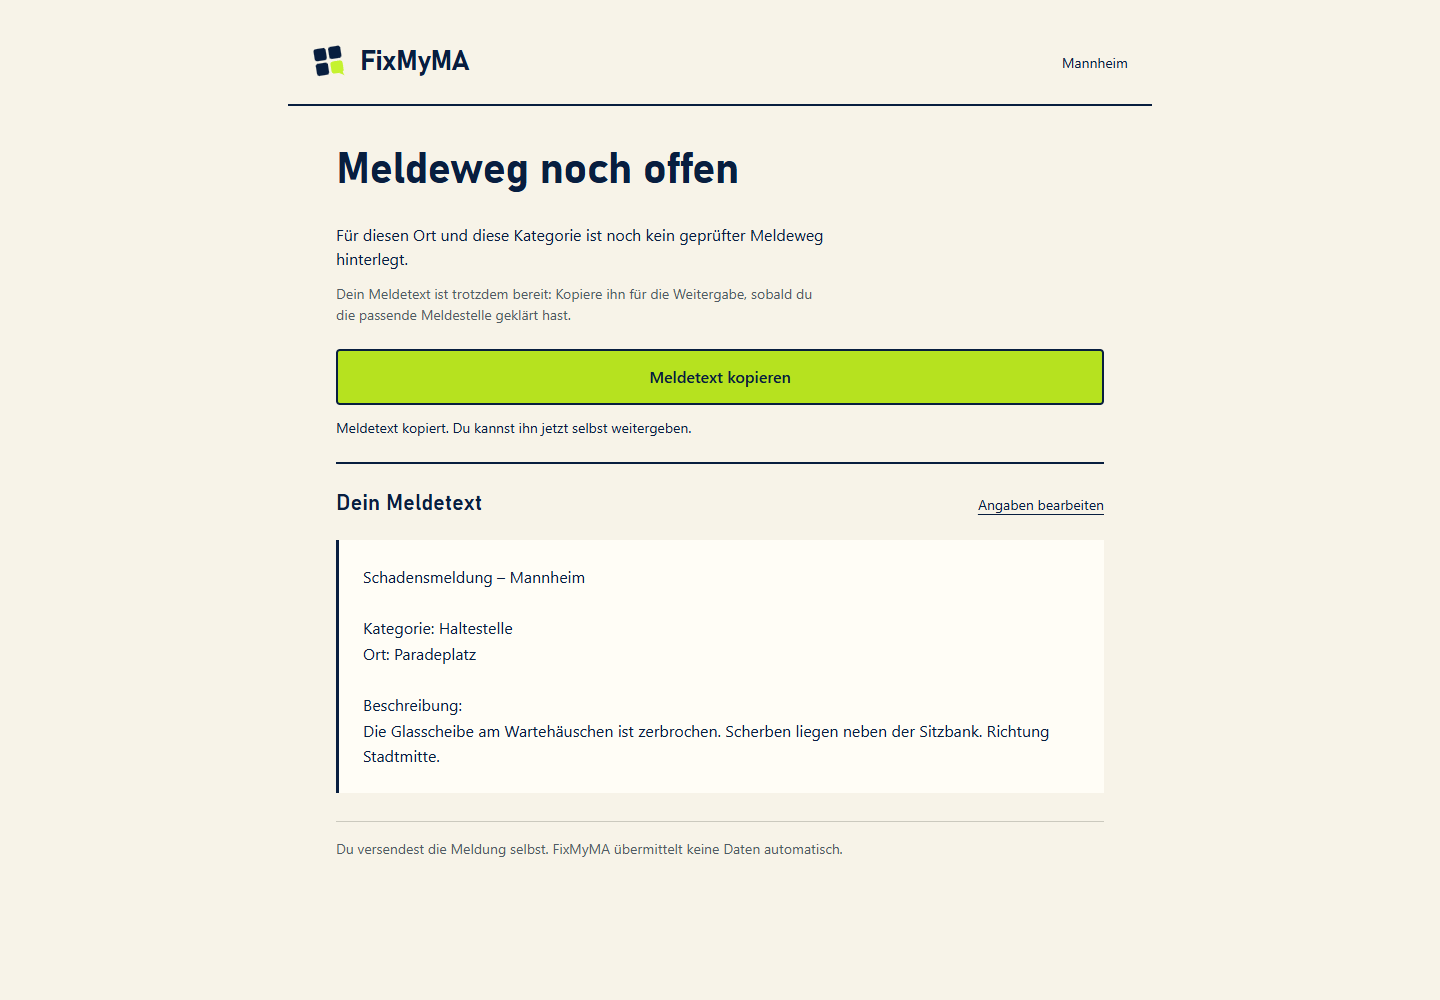 FixMyMA
Mannheim
Meldeweg noch offen
Für diesen Ort und diese Kategorie ist noch kein geprüfter Meldeweg
hinterlegt.
Dein Meldetext ist trotzdem bereit: Kopiere ihn für die Weitergabe, sobald du
die passende Meldestelle geklärt hast.
Meldetext kopieren
Meldetext kopiert. Du kannst ihn jetzt selbst weitergeben.
Dein Meldetext
Angaben bearbeiten
Schadensmeldung – Mannheim
Kategorie: Haltestelle
Ort: Paradeplatz
Beschreibung:
Die Glasscheibe am Wartehäuschen ist zerbrochen. Scherben liegen neben der Sitzbank. Richtung
Stadtmitte.
Du versendest die Meldung selbst. FixMyMA übermittelt keine Daten automatisch.